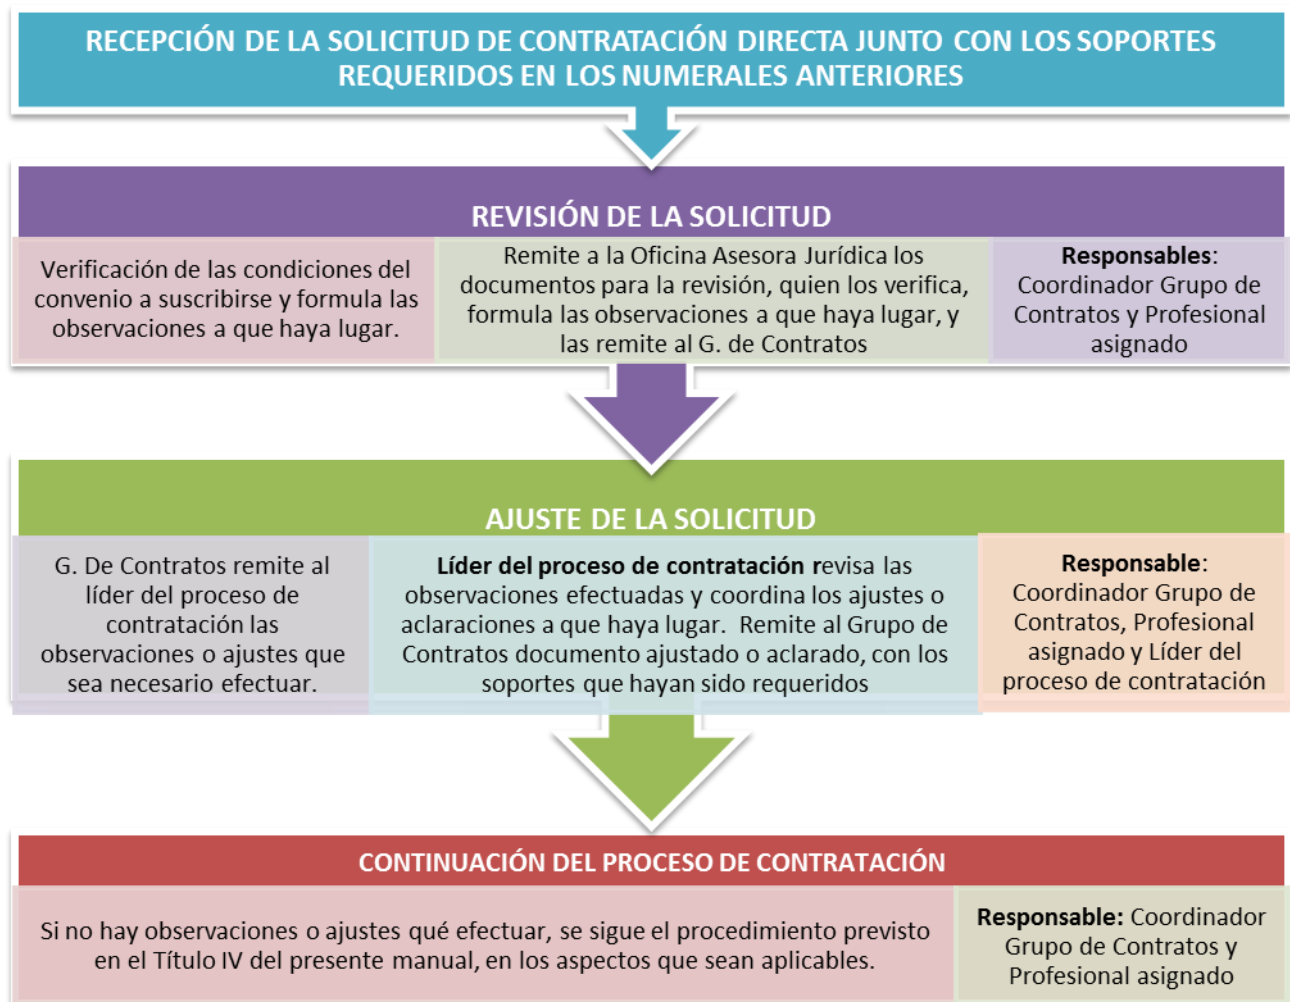 RECEPCIÓN DE LA SOLICITUD DE CONTRATACIÓN DIRECTA JUNTO CON LOS SOPORTES
REQUERIDOS EN LOS NUMERALES ANTERIORES
REVISIÓN DE LA SOLICITUD
Verificación de las condiciones del
convenio a suscribirse y formula las
observaciones a que haya lugar.
Remite a la Oficina Asesora Jurídica los
documentos para la revisión, quien los verifica,
formula las observaciones a que haya lugar, y
las remite al G. de Contratos
Responsables:
Coordinador Grupo de
Contratos y Profesional
asignado
AJUSTE DE LA SOLICITUD
G. De Contratos remite al
líder del proceso de
contratación las
observaciones o ajustes que
sea necesario efectuar.
Líder del proceso de contratación revisa las
observaciones efectuadas y coordina los ajustes o
aclaraciones a que haya lugar.  Remite al Grupo de
Contratos documento ajustado o aclarado, con los
soportes que hayan sido requeridos
Responsable:
Coordinador Grupo de
Contratos, Profesional
asignado y Líder del
proceso de contratación
CONTINUACIÓN DEL PROCESO DE CONTRATACIÓN
Si no hay observaciones o ajustes qué efectuar, se sigue el procedimiento previsto
en el Título IV del presente manual, en los aspectos que sean aplicables.
Responsable: Coordinador
Grupo de Contratos y
Profesional asignado